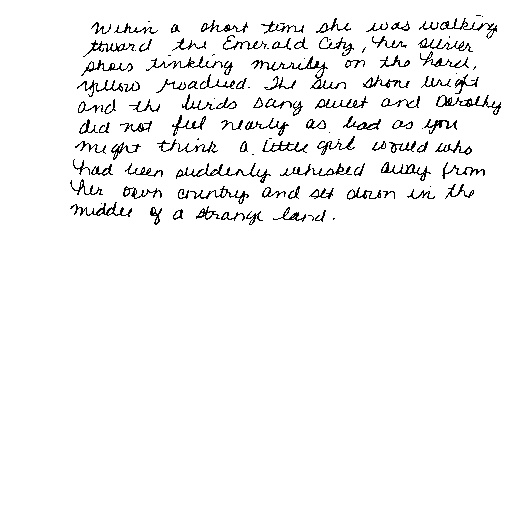 Within a short time she was walking
toward the Emerald City, her silver
shoes tinkling merrily on the hard,
yellow roadbed. The sun shone bright
and the birds sang sweet and Dorothy
did not feel nearly as bad as you
might think a little girl would who
had been suddenly whisked away from
her own country and set down in the
middle of a strange land.